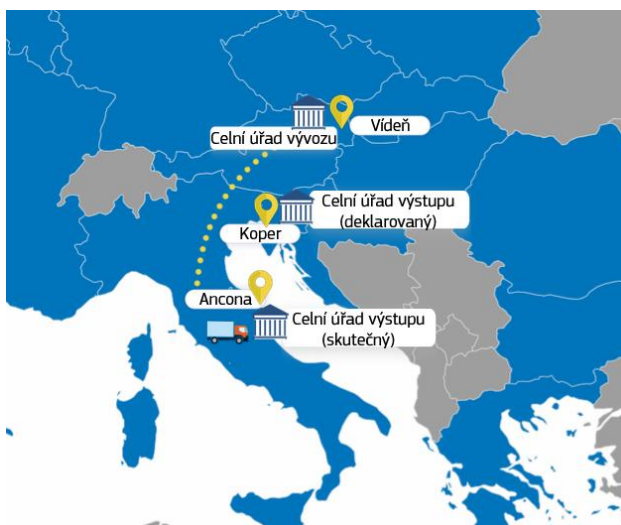 Vídeň
Celní úřad vývozu
Celní úřad výstupu
(deklarovaný)
Koper
Ancona
Celní úřad výstupu
(skutečný)